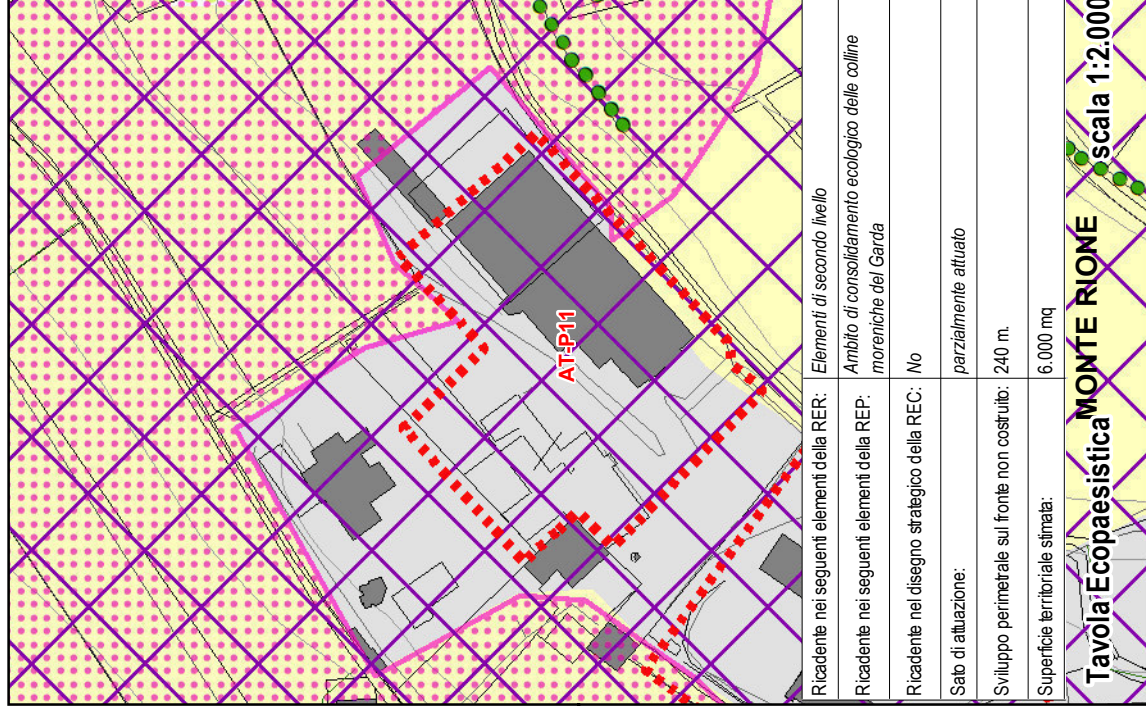 AT-P11
Ricadente nei seguenti elementi della RER: Elementi di secondo livello
Ricadente nei seguenti elementi della REP: Ambito di consolidamento ecologico delle colline
moreniche del Garda
Ricadente nel disegno strategico della REC: No
Sato di attuazione: parzialmente attuato
Sviluppo perimetrale sul fronte non costruito: 240 m.
Superficie territoriale stimata: 6.000 mq
Tavola Ecopaesistica MONTE RIONE scala 1:2.000